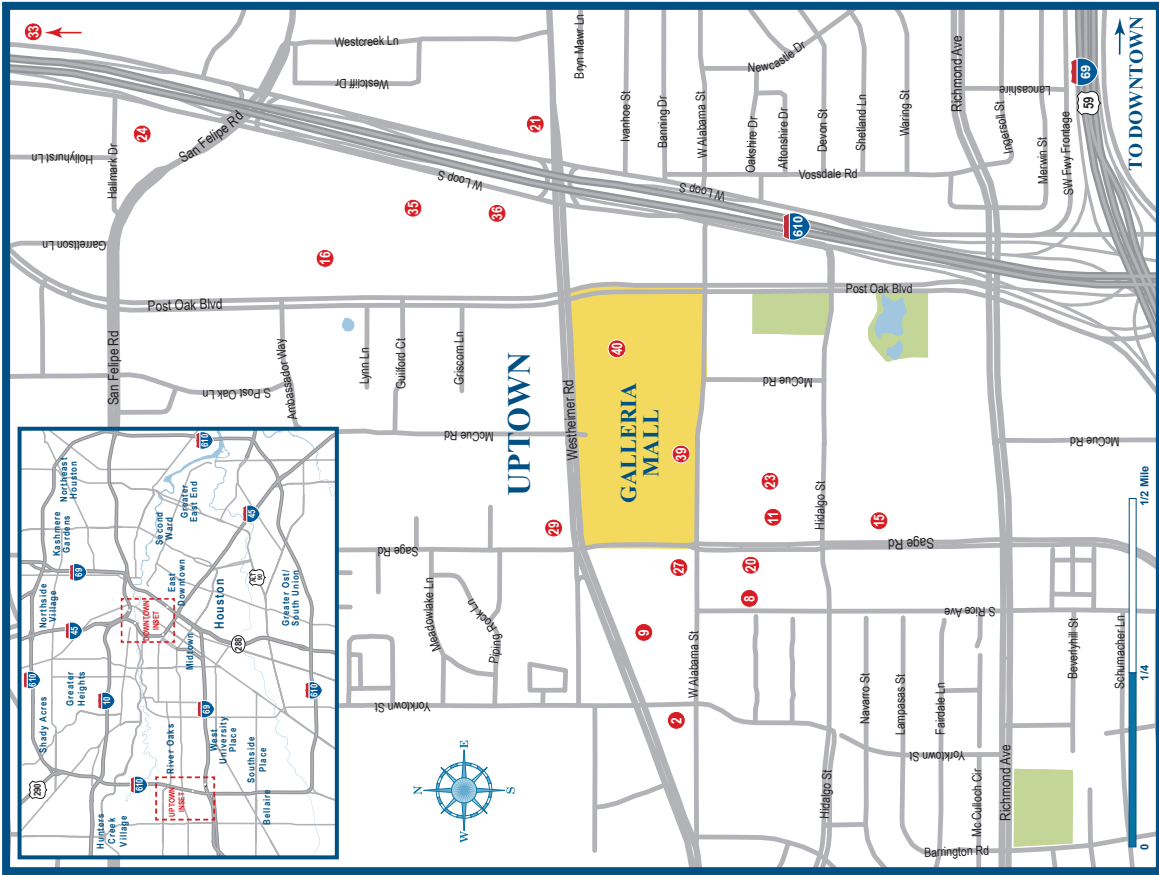 33
Westcreek Ln
Westcliff Dr
Bryn Mawr Ln
Newcastle Dr
Richmond Ave
Lancashire
69
59
TO DOWNTOWN
24
San Felipe Rd
Hollyhurst Ln
Hallmark Dr
21
Ivanhoe St
Banning Dr
W Alabama St
Oakshire Dr
Aftonshire Dr
Devon St
Shetland Ln
Waring St
Ingersoll St
Merwin St
SW Fwy Frontage
Vossdale Rd
W Loop S
W Loop S
35
36
610
16
Garrettson Ln
Post Oak Blvd
Post Oak Blvd
San Felipe Rd
S Post Oak Ln
Ambassador Way
Lynn Ln
Guilford Ct
Griscom Ln
McCue Rd
UPTOWN
Westheimer Rd
40
GALLERIA
MALL
39
McCue Rd
McCue Rd
23
11
Hidalgo St
15
29
Sage Rd
Sage Rd
27
20
8
9
S Rice Ave
Meadowlake Ln
Piping Rock Ln
Yorktown St
2
W Alabama St
Navarro St
Lampasas St
Fairdale Ln
Yorktown St
Beverlyhill St
Schumacher Ln
Hidalgo St
Mc Culloch Cir
Richmond Ave
Barrington Rd
N
E
S
W
0
1/4
1/2 Mile
610
Northeast
Houston
Kashmere
Gardens
Second
Ward
Greater
East End
45
69
Northside
Village
45
East
Downtown
DOWNTOWN
INSET
Houston
ALT
90
Greater Ost/
South Union
Midtown
288
610
Shady Acres
Greater
Heights
10
69
610
290
610
River Oaks
West
University
Place
Southside
Place
UPTOWN
INSET
Bellaire
Hunters
Creek
Village